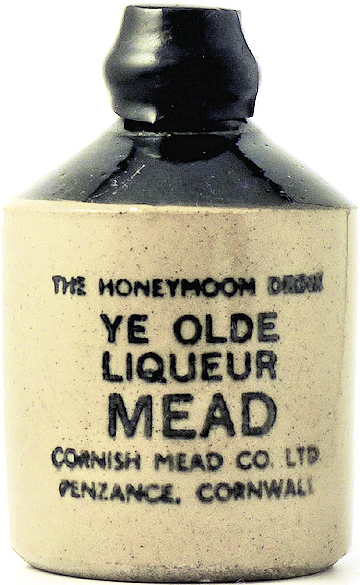 THE HONEYMOON DRINK
YE OLDE
LIQUEUR
MEAD
CORNISH MEAD CO. LTD
PENZANCE, CORNWALL